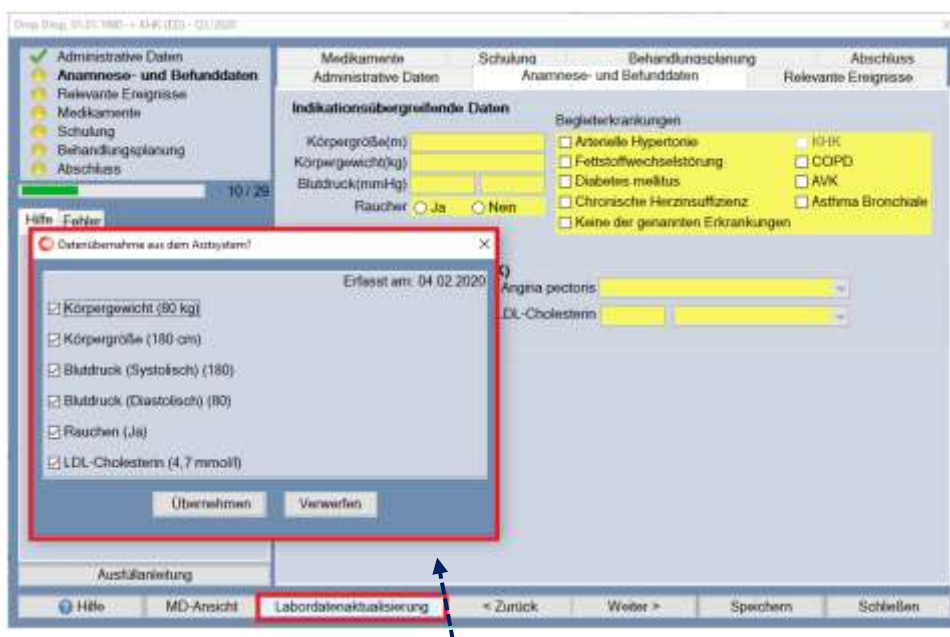 Administrative Daten
Anamnese- und Befunddaten
Relevante Ereignisse
Medikamente
Schulung
Behandlungsplanung
Abschluss
10 / 29
Hilfe Fehler
Medikamente Schulung Behandlungsplanung Abschluss
Administrative Daten Anamnese- und Befunddaten Relevante Ereignisse
Indikationsübergreifende Daten
Körpergröße(m)
Körpergewicht(kg)
Blutdruck(mmHg)
Raucher Ja Nein
Begleiterkrankungen
Arterielle Hypertonie KHK
Fettstoffwechselstörung COPD
Diabetes mellitus AVK
Chronische Herzinsuffizienz Asthma Bronchiale
Keine der genannten Erkrankungen
Angina pectoris
LDL-Cholesterin
Datenübernahme aus dem Arztsystem?
Erfasst am: 04.02.2020
Körpergewicht (80 kg)
Körpergröße (180 cm)
Blutdruck (Systolisch) (180)
Blutdruck (Diastolisch) (80)
Rauchen (Ja)
LDL-Cholesterin (4,7 mmol/l)
Übernehmen Verwerfen
Ausfüllanleitung
Hilfe MD-Ansicht Labordatenaktualisierung < Zurück Weiter > Speichern Schließen